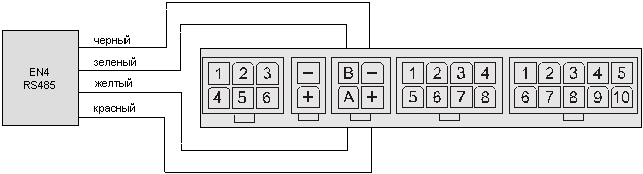 EN4
RS485
черный
зеленый
желтый
красный
1 2 3 − B − 1 2 3 4 1 2 3 4 5
4 5 6 + A + 5 6 7 8 6 7 8 9 10